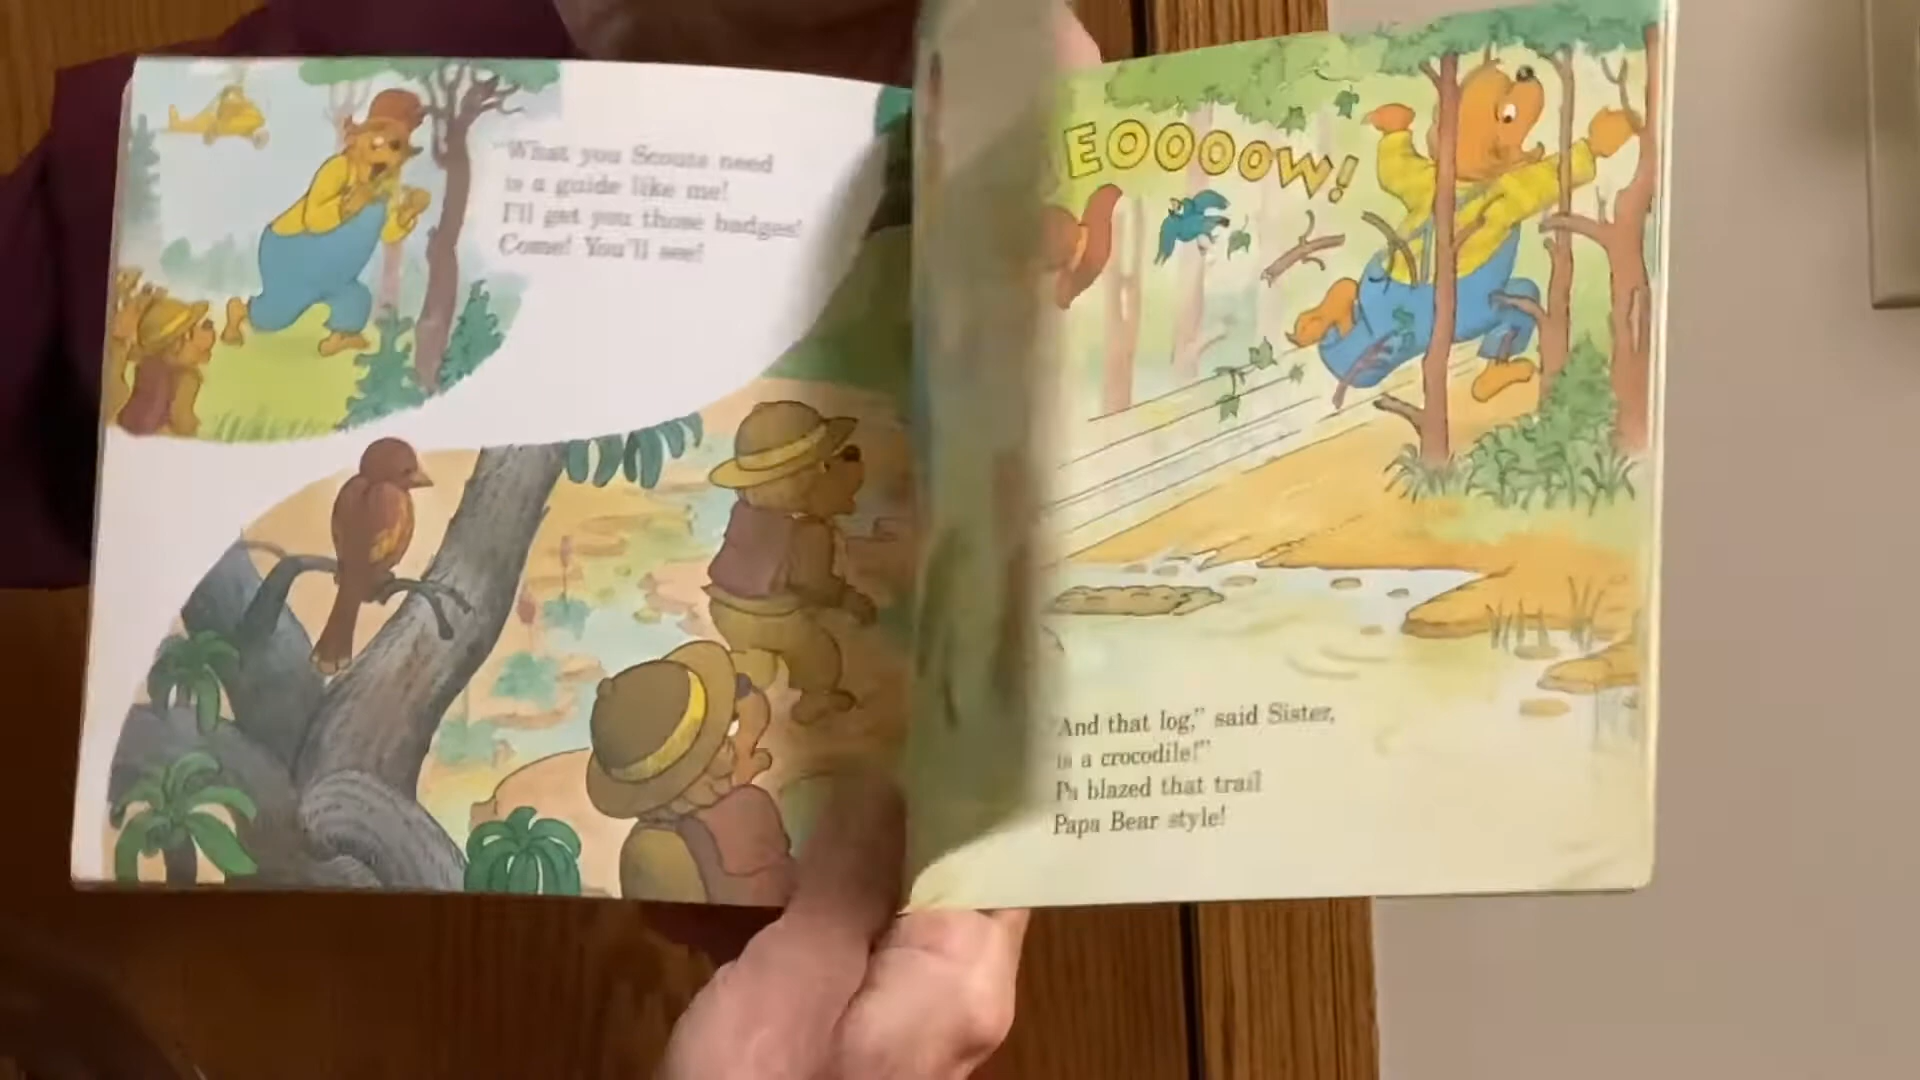 What you Scouts need
is a guide like me!
I'll get you those badges!
Come! You'll see!
EOOOOW!
"And that log," said Sister,
is a crocodile!"
Pa blazed that trail
Papa Bear style!